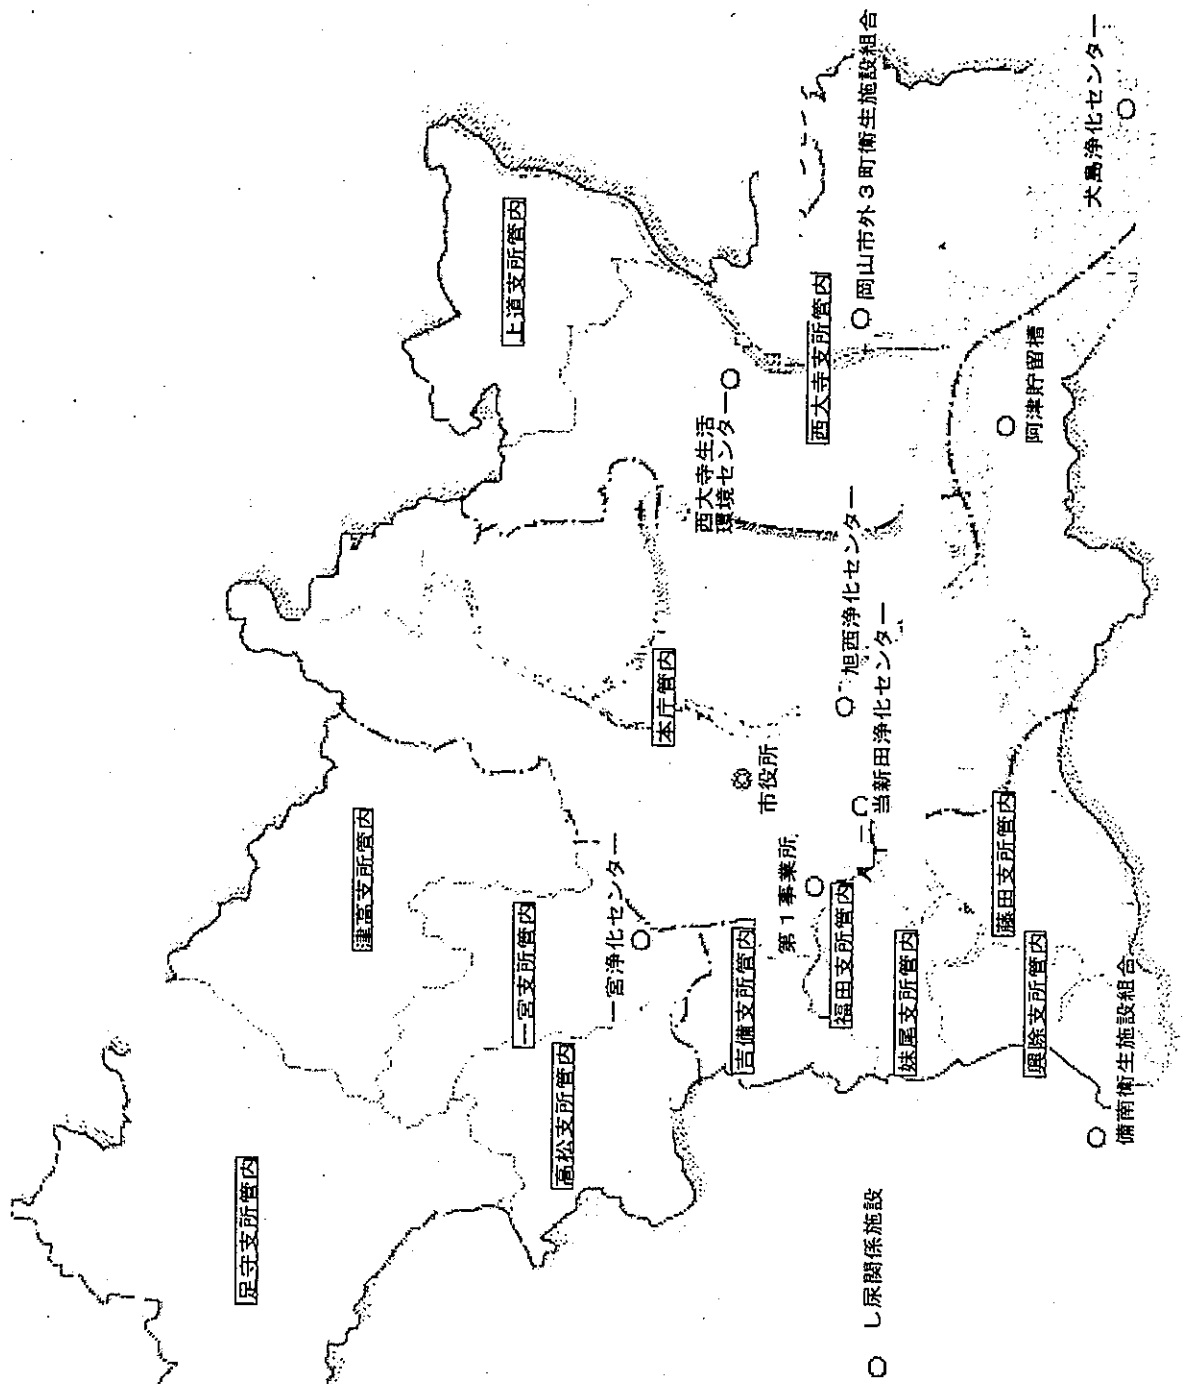 足守支所管内
津高支所管内
上道支所管内
一宮支所管内
高松支所管内
一宮浄化センター
本庁管内
西大寺生活
環境センター
吉備支所管内
市役所
第1事業所
西大寺支所管内
福田支所管内
旭西浄化センター
当新田浄化センター
岡山市外3町衛生施設組合
妹尾支所管内
藤田支所管内
興除支所管内
阿津貯留槽
犬島浄化センター
備南衛生施設組合
○ し尿関係施設